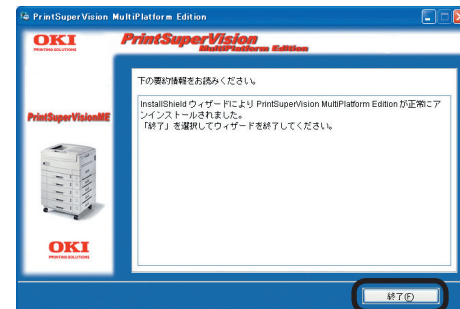 PrintSuperVision MultiPlatform Edition
OKI
PRINTING SOLUTIONS
PrintSuperVision
MultiPlatform Edition
下の要約情報をお読みください。
InstallShield ウィザードにより PrintSuperVision MultiPlatform Edition が正常にア
ンインストールされました。
「終了」を選択してウィザードを終了してください。
PrintSuperVisionME
OKI
PRINTING SOLUTIONS
終了(F)